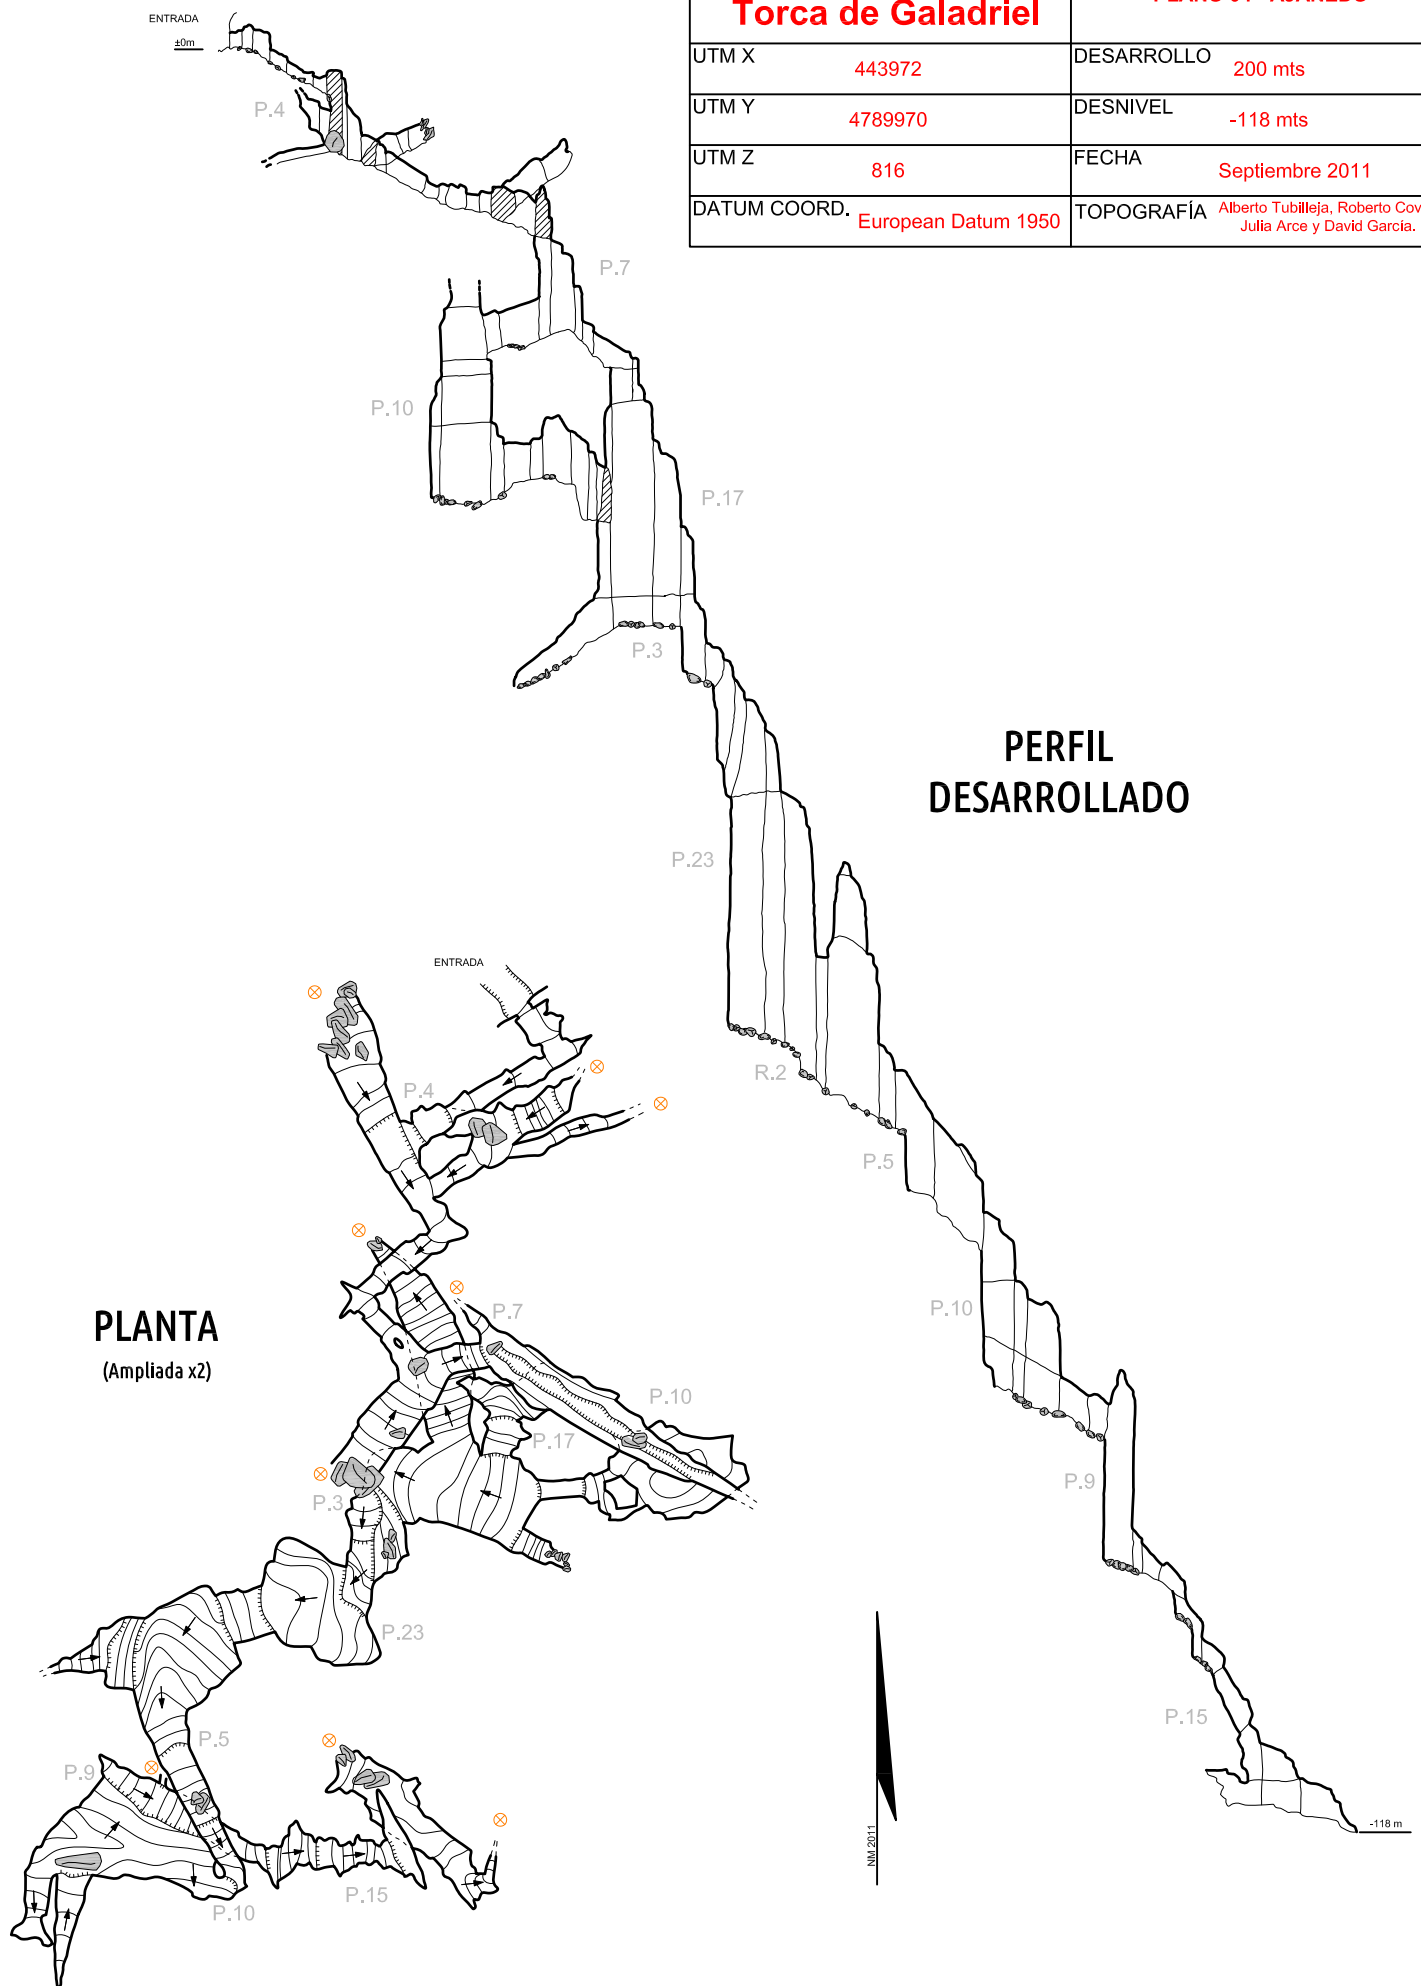 ENTRADA
±0m
Torca de Galadriel
UTM X
443972
DESARROLLO
200 mts
UTM Y
4789970
DESNIVEL
-118 mts
UTM Z
816
FECHA
Septiembre 2011
DATUM COORD.
European Datum 1950
TOPOGRAFÍA
Alberto Tubilleja, Roberto
Julia Arce y David García.
P.4
P.7
P.10
P.17
P.3
PERFIL
DESARROLLADO
P.23
R.2
P.5
P.10
P.9
P.15
-118 m
ENTRADA
P.4
P.7
PLANTA
(Ampliada x2)
P.10
P.17
P.3
P.23
P.5
P.9
P.15
P.10
NM 2011